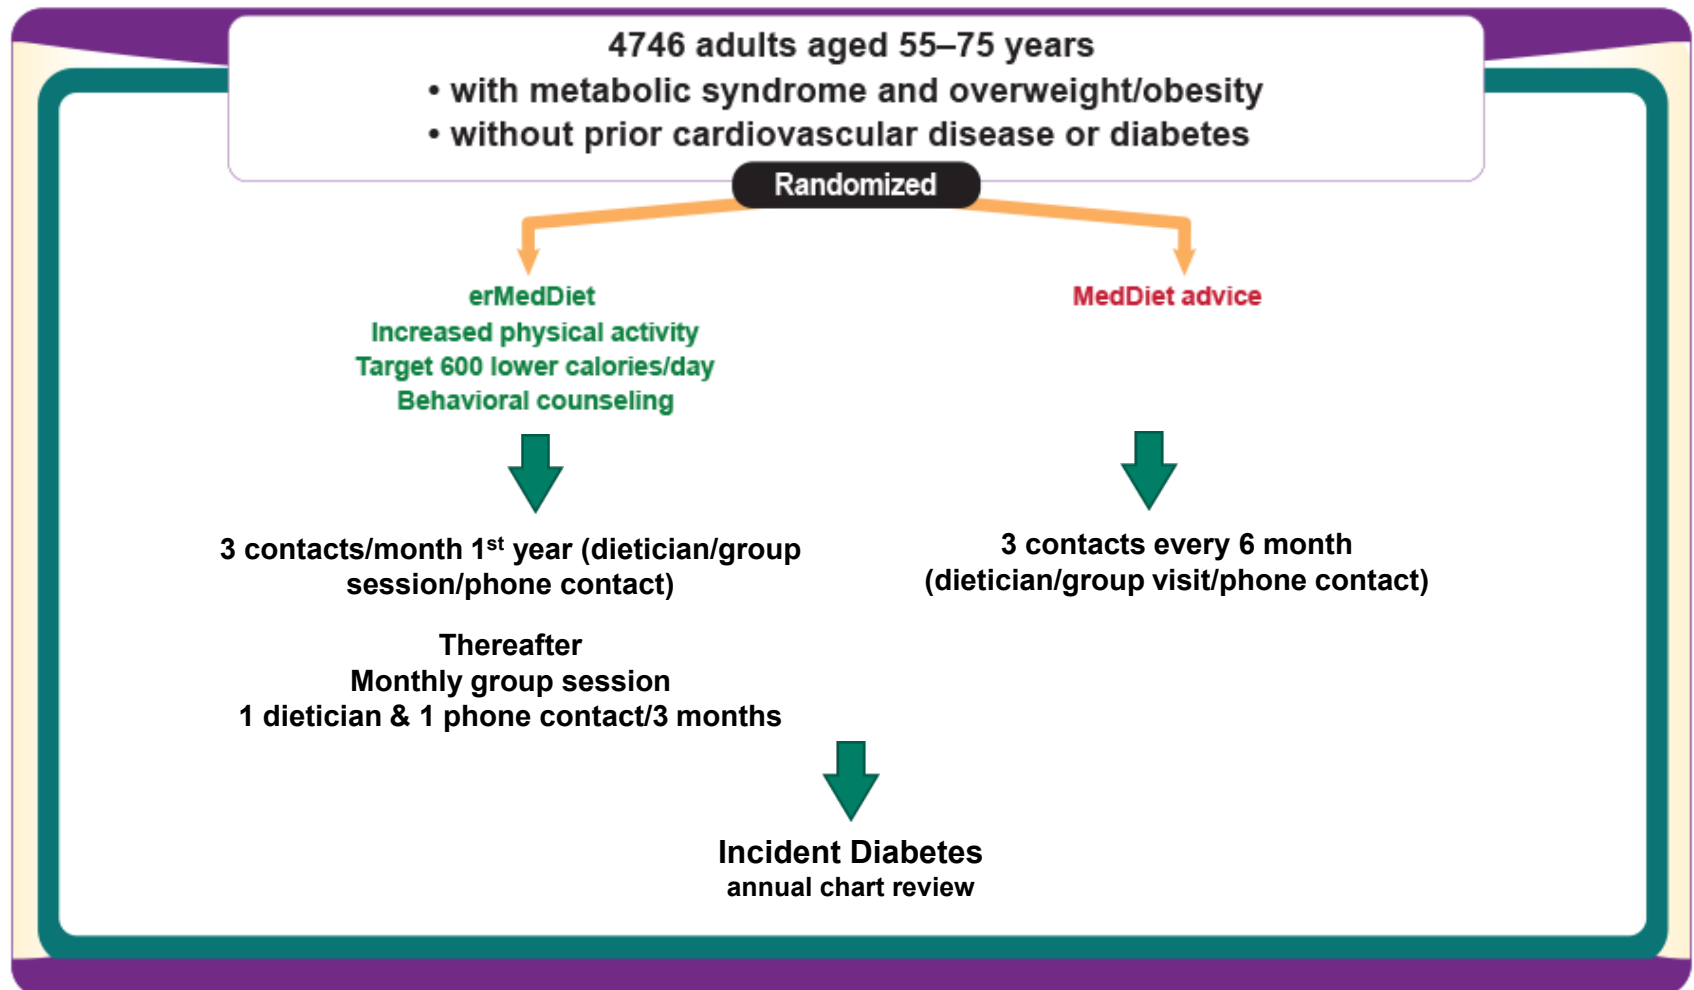 4746 adults aged 55–75 years
• with metabolic syndrome and overweight/obesity
• without prior cardiovascular disease or diabetes
Randomized
erMedDiet
Increased physical activity
Target 600 lower calories/day
Behavioral counseling
MedDiet advice
3 contacts/month 1st year (dietician/group
session/phone contact)
Thereafter
Monthly group session
1 dietician & 1 phone contact/3 months
3 contacts every 6 month
(dietician/group visit/phone contact)
Incident Diabetes
annual chart review